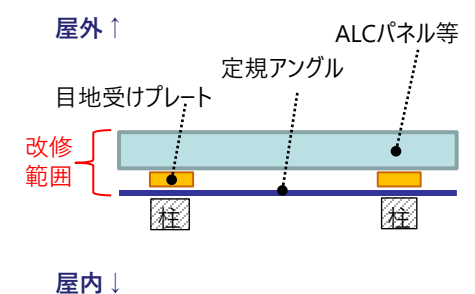 屋外↑
ALCパネル等
定規アングル
目地受けプレート
改修
範囲
柱
柱
屋内↓